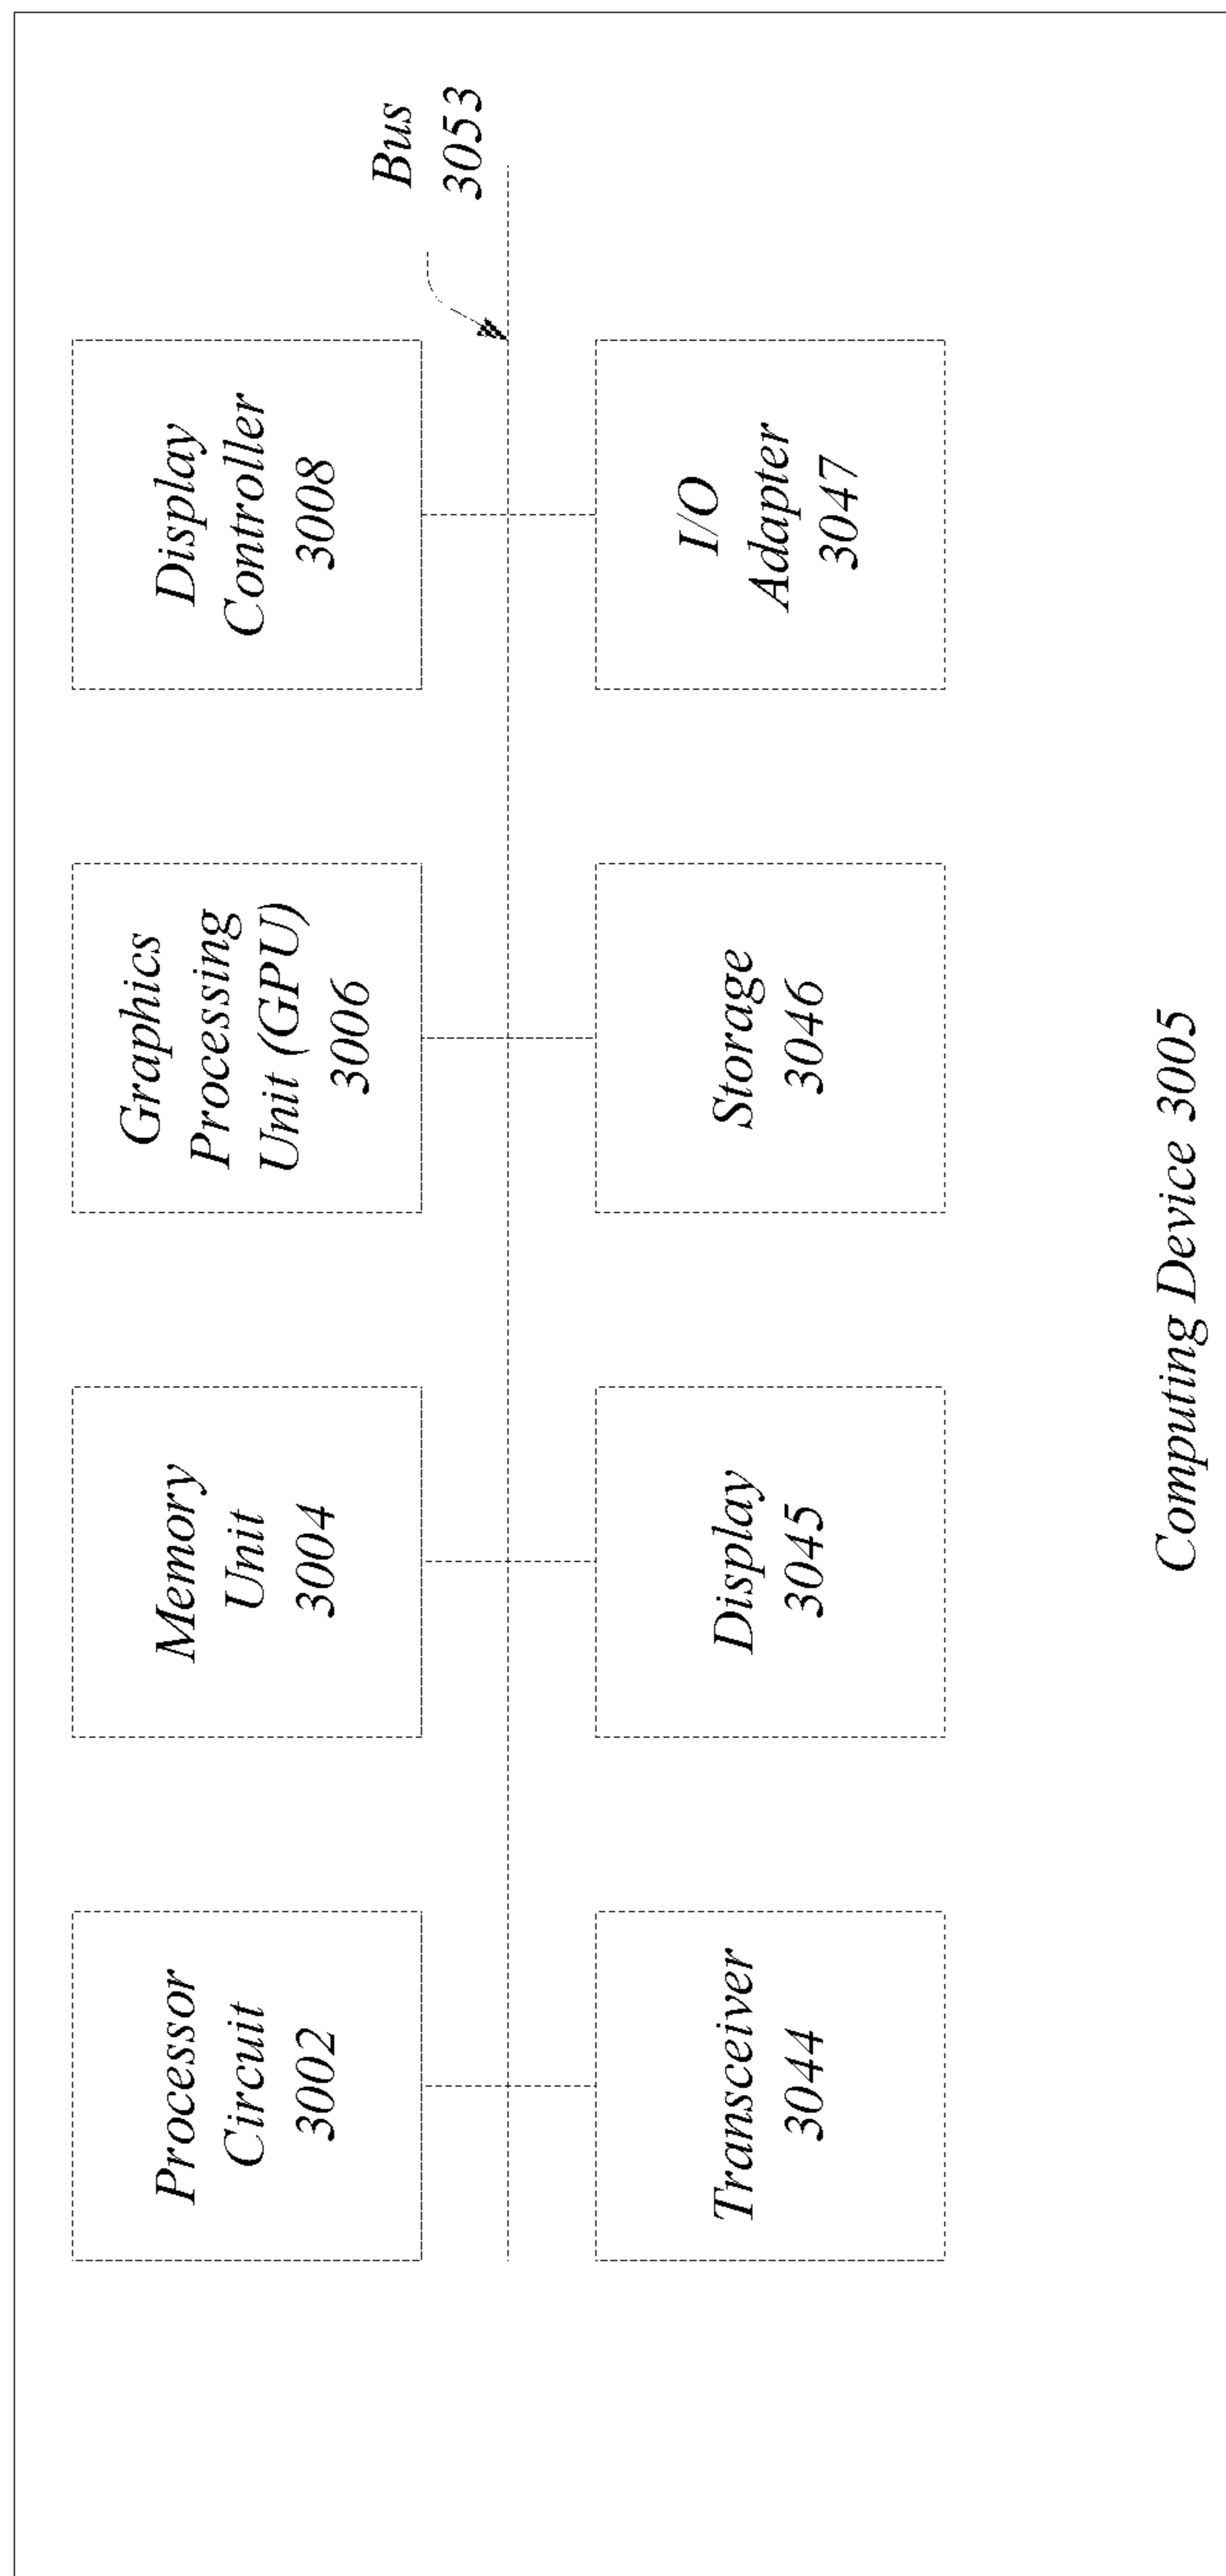 Processor
Circuit
3002
Memory
Unit
3004
Graphics
Processing
Unit (GPU)
3006
Display
Controller
3008
Bus
3053
Transceiver
3044
Display
3045
Storage
3046
I/O
Adapter
3047
Computing Device 3005